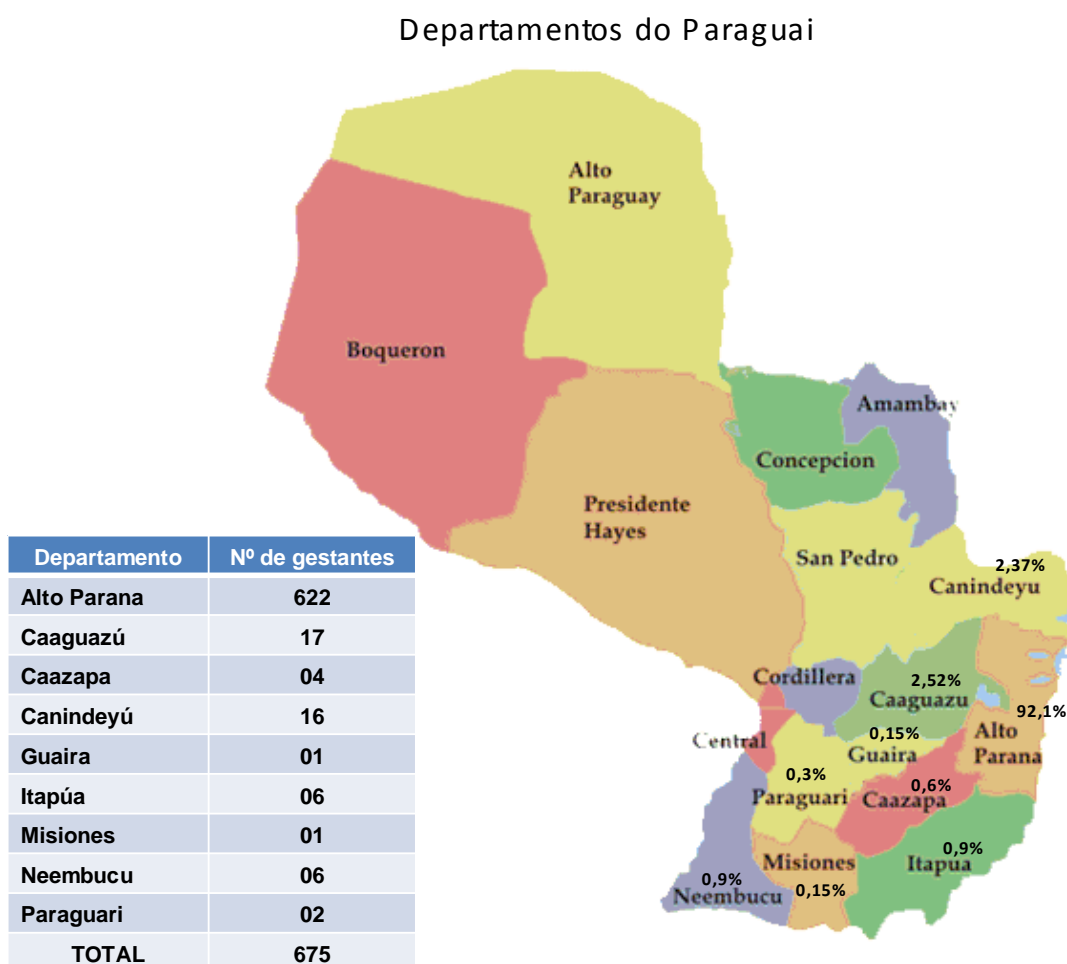 Departamentos do Paraguai
Alto
Paraguay
Boqueron
Amambay
Concepcion
Presidente
Hayes
San Pedro
2,37%
Canindeyu
Cordillera
2,52%
Caaguazu
92,1%
Central
0,15%
Guaira
Alto
Parana
0,3%
Paraguari
0,6%
Caazapa
Misiones
0,15%
0,9%
Itapua
0,9%
Neembucu
Departamento Nº de gestantes
Alto Parana 622
Caaguazú 17
Caazapa 04
Canindeyú 16
Guaira 01
Itapúa 06
Misiones 01
Neembucu 06
Paraguari 02
TOTAL 675